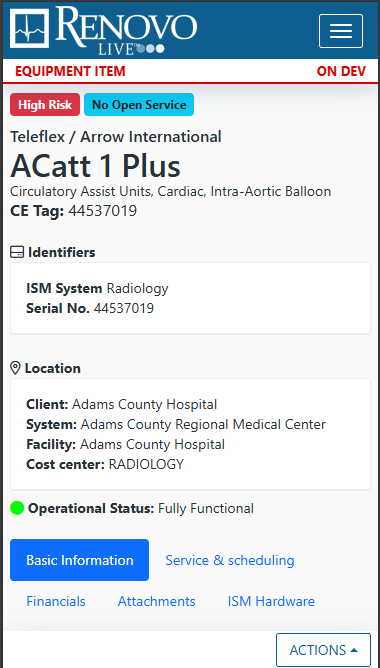 RENOVO
LIVE™
EQUIPMENT ITEM ON DEV
High Risk No Open Service
Teleflex / Arrow International
ACatt 1 Plus
Circulatory Assist Units, Cardiac, Intra-Aortic Balloon
CE Tag: 44537019
Identifiers
ISM System Radiology
Serial No. 44537019
Location
Client: Adams County Hospital
System: Adams County Regional Medical Center
Facility: Adams County Hospital
Cost center: RADIOLOGY
Operational Status: Fully Functional
Basic Information Service & scheduling
Financials Attachments ISM Hardware
ACTIONS